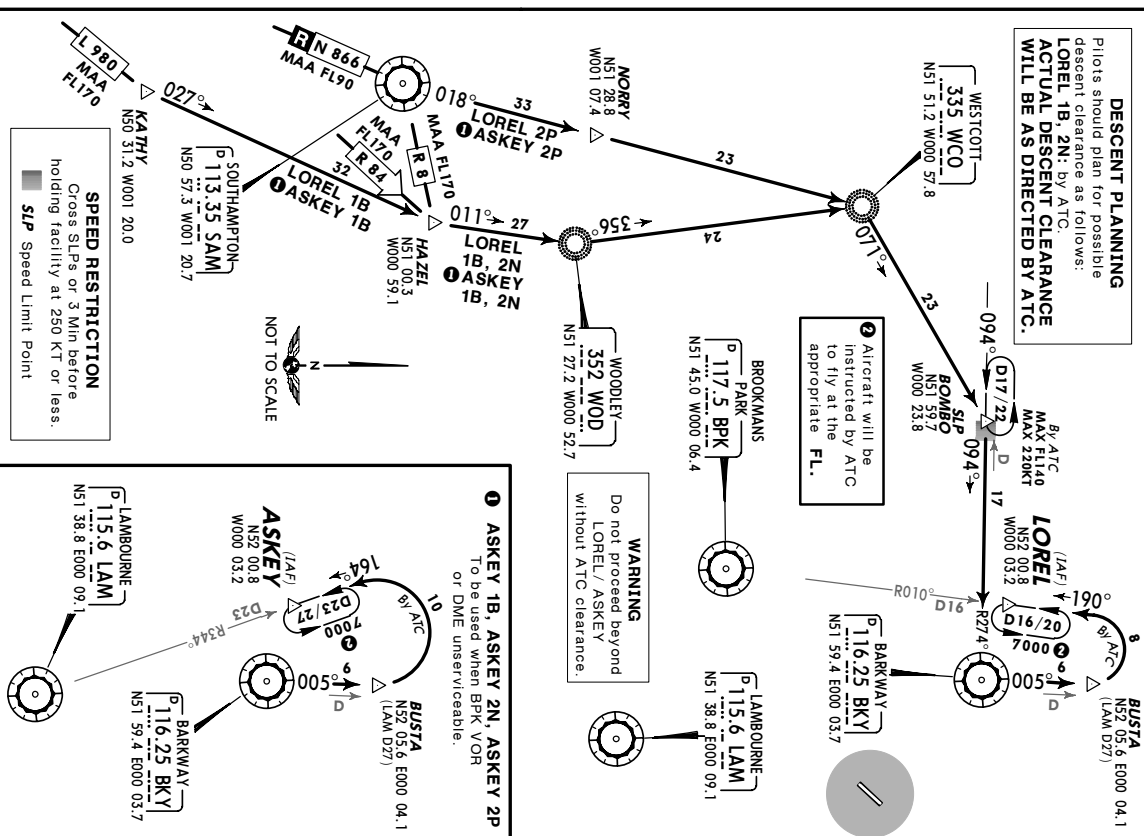 DESCENT PLANNING
Pilots should plan for possible
descent clearance as follows:
LOREL 1B, 2N: by ATC.
ACTUAL DESCENT CLEARANCE
WILL BE AS DIRECTED BY ATC.
WESTCOTT
335 WCO
N51 51.2 W000 57.8
NORRY
N51 28.8
W001 07.4
R N 866
MAA FL90
018°
33
LOREL 2P
1 ASKEY 2P
23
L 980
MAA
FL170
027°
KATHY
N50 31.2 W001 20.0
32
LOREL 1B
1 ASKEY 1B
MAA FL170
R 8
MAA
FL170
R 84
D SOUTHAMPTON
113.35 SAM
N50 57.3 W001 20.7
HAZEL
N51 00.3
W000 59.1
011°
27
LOREL
1B, 2N
1 ASKEY
1B, 2N
356°
24
WOODLEY
352 WOD
N51 27.2 W000 52.7
071°
23
SPEED RESTRICTION
Cross SLPs or 3 Min before
holding facility at 250 KT or less.
SLP Speed Limit Point
NOT TO SCALE
N
094°
D17/22
By ATC
MAX FL140
MAX 220KT
SLP
BOMBO
N51 59.7
W000 23.8
D
094°
17
2 Aircraft will be
instructed by ATC
to fly at the
appropriate FL.
BROOKMANS
PARK
D 117.5 BPK
N51 45.0 W000 06.4
WARNING
Do not proceed beyond
LOREL/ ASKEY
without ATC clearance.
LOREL
(IAF)
N52 00.8
W000 03.2
190°
D16/20
7000 2
R010°
D16
R274°
8
By ATC
BUSTA
N52 05.6 E000 04.1
(LAM D27)
6
D
005°
BARKWAY
D 116.25 BKY
N51 59.4 E000 03.7
LAMBOURNE
D 115.6 LAM
N51 38.8 E000 09.1
1 ASKEY 1B, ASKEY 2N, ASKEY 2P
To be used when BPK VOR
or DME unserviceable.
(IAF)
ASKEY
N52 00.8
W000 03.2
164°
D23/27
7000
2
10
By ATC
BUSTA
N52 05.6 E000 04.1
(LAM D27)
9
D
005°
D23
R344°
LAMBOURNE
D 115.6 LAM
N51 38.8 E000 09.1
BARKWAY
D 116.25 BKY
N51 59.4 E000 03.7